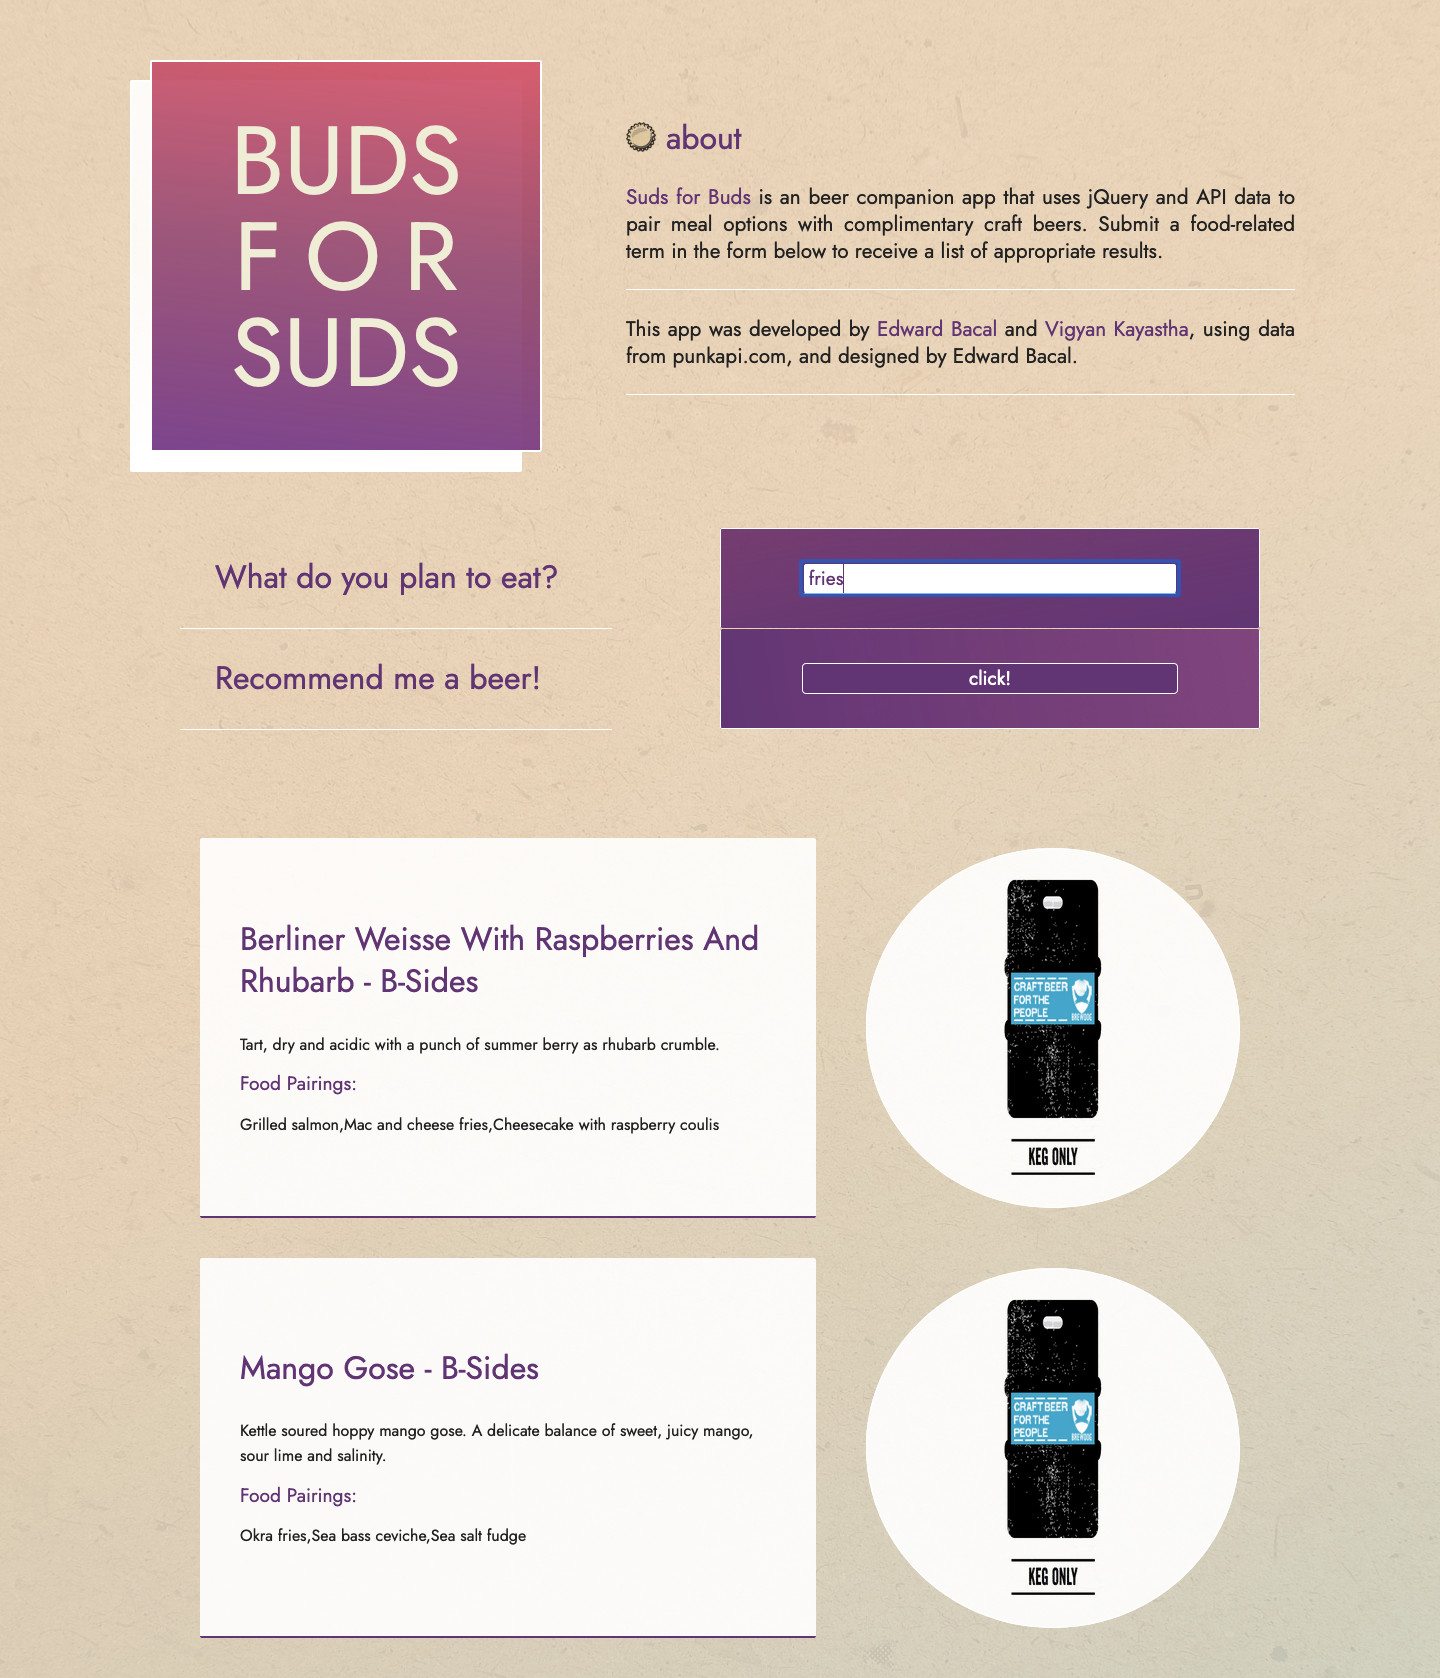 BUDS
FOR
SUDS
about
Suds for Buds is an beer companion app that uses jQuery and API data to
pair meal options with complimentary craft beers. Submit a food-related
term in the form below to receive a list of appropriate results.
This app was developed by Edward Bacal and Vigyan Kayastha, using data
from punkapi.com, and designed by Edward Bacal.
What do you plan to eat?
fries
Recommend me a beer!
click!
Berliner Weisse With Raspberries And
Rhubarb - B-Sides
Tart, dry and acidic with a punch of summer berry as rhubarb crumble.
Food Pairings:
Grilled salmon,Mac and cheese fries,Cheesecake with raspberry coulis
CRAFT BEER
FOR THE
PEOPLE
BREWDOG
KEG ONLY
Mango Gose - B-Sides
Kettle soured hoppy mango gose. A delicate balance of sweet, juicy mango,
sour lime and salinity.
Food Pairings:
Okra fries,Sea bass ceviche,Sea salt fudge
CRAFT BEER
FOR THE
PEOPLE
BREWDOG
KEG ONLY